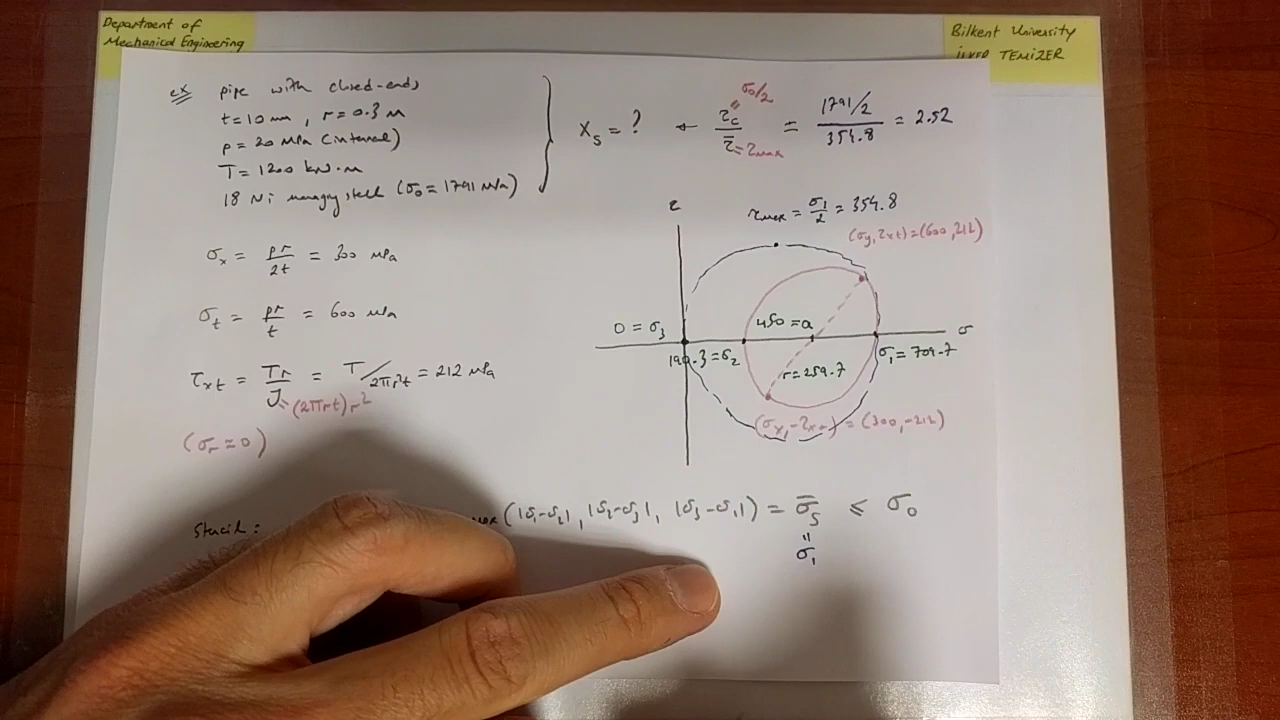 Department of
Mechanical Engineering
Bilkent University
İLKER TEMİZER
ex pipe with closed-ends
t = 10 mm, r = 0.3 m
p = 20 MPa (internal)
T = 1200 kN·m
18 Ni maraging steel (σ₀ = 1791 MPa)
Xₛ = ? ← τ_c / τ̄ = 1791/2 / 354.8 = 2.52
σ₀/2
= τmax
σₓ = pr/2t = 300 MPa
σₜ = pr/t = 600 MPa
τₓₜ = Tr/J = T/2πr²t = 212 MPa
= (2πrt)r²
(σᵣ ≈ 0)
τ
τmax = σ₁/2 = 354.8
(σy, τxt) = (600, 212)
0 = σ₃
450 = a
σ
190.3 = σ₂
σ₁ = 709.7
r = 259.7
(σₓ, -τₓₜ) = (300, -212)
(|σ₁-σ₂|, |σ₂-σ₃|, |σ₃-σ₁|) = σ̄ₛ ≤ σ₀
=
σ₁